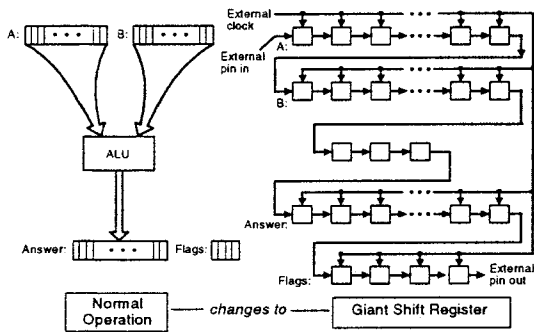 A:
B:
ALU
Answer:
Flags:
Normal
Operation
changes to
External
clock
External
pin in
A:
B:
Answer:
Flags:
External
pin out
Giant Shift Register